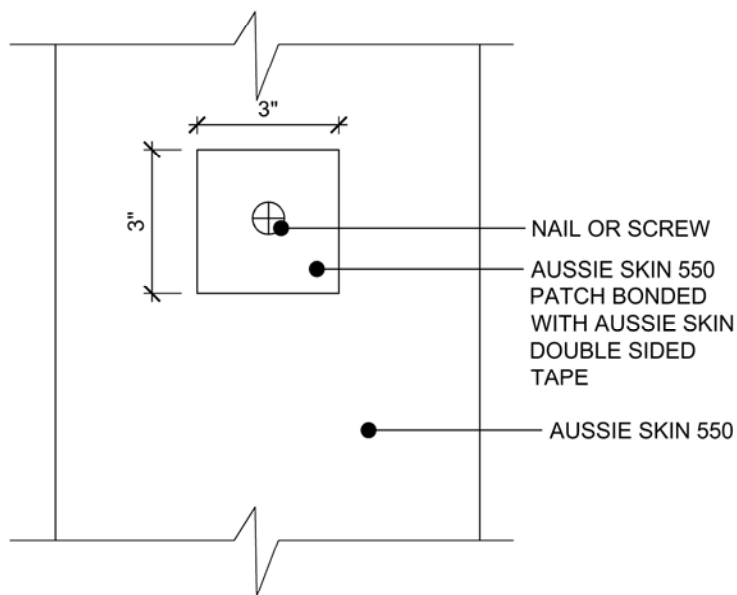 3"
3"
NAIL OR SCREW
AUSSIE SKIN 550
PATCH BONDED
WITH AUSSIE SKIN
DOUBLE SIDED
TAPE
AUSSIE SKIN 550